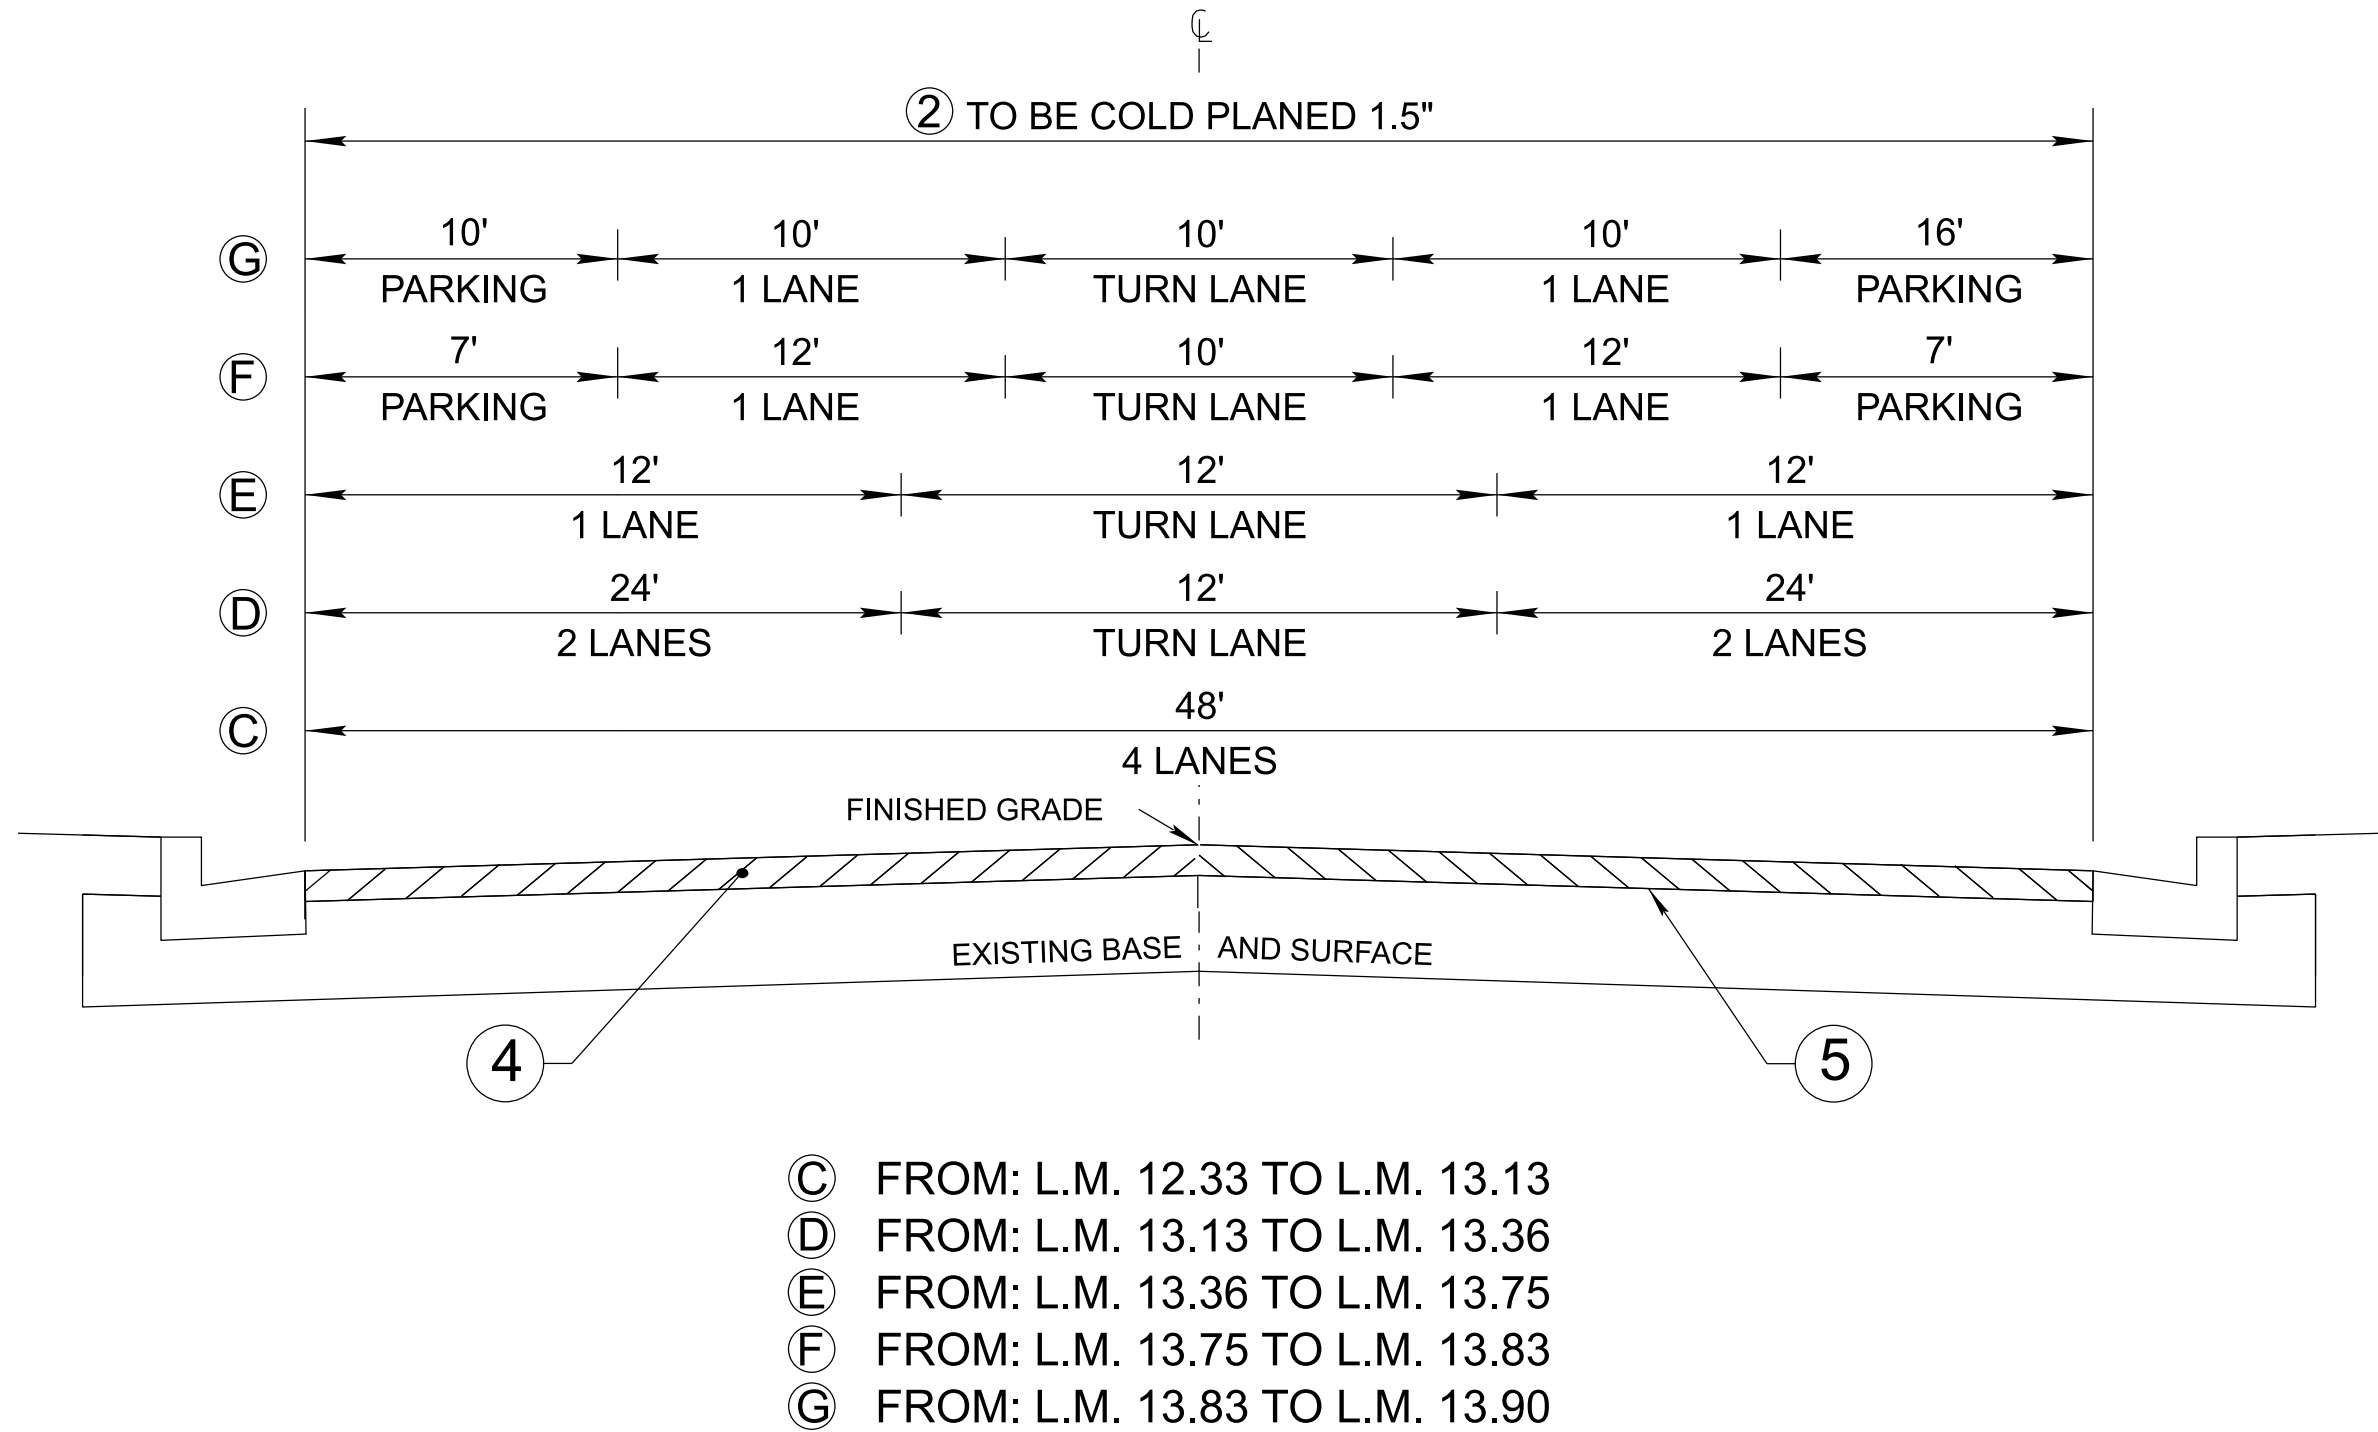 ℄
② TO BE COLD PLANED 1.5"
10' 10' 10' 10' 16'
Ⓖ
PARKING 1 LANE TURN LANE 1 LANE PARKING
7' 12' 10' 12' 7'
Ⓕ
PARKING 1 LANE TURN LANE 1 LANE PARKING
12' 12' 12'
Ⓔ
1 LANE TURN LANE 1 LANE
24' 12' 24'
Ⓓ
2 LANES TURN LANE 2 LANES
48'
Ⓒ
4 LANES
FINISHED GRADE
EXISTING BASE AND SURFACE
④ ⑤
Ⓒ FROM: L.M. 12.33 TO L.M. 13.13
Ⓓ FROM: L.M. 13.13 TO L.M. 13.36
Ⓔ FROM: L.M. 13.36 TO L.M. 13.75
Ⓕ FROM: L.M. 13.75 TO L.M. 13.83
Ⓖ FROM: L.M. 13.83 TO L.M. 13.90